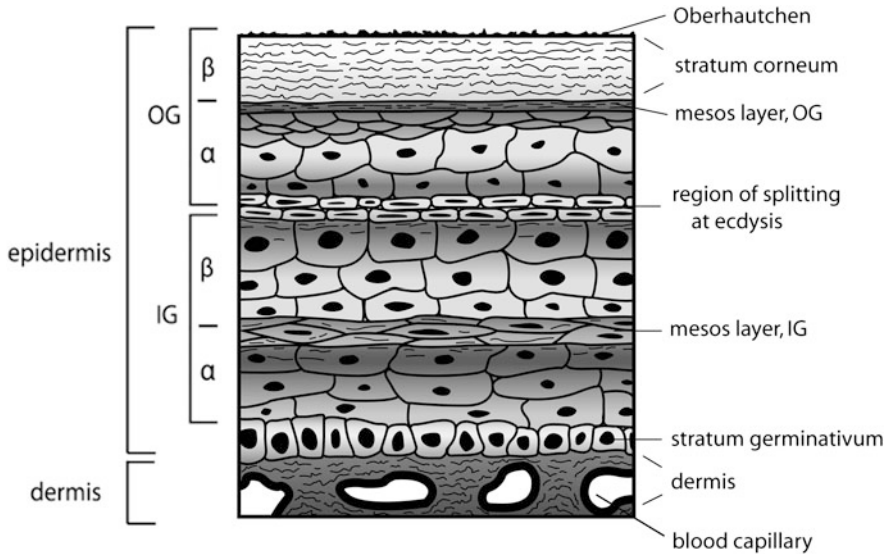 Oberhautchen
β
stratum corneum
OG
mesos layer, OG
α
region of splitting
at ecdysis
epidermis
β
IG
mesos layer, IG
α
stratum germinativum
dermis
dermis
blood capillary